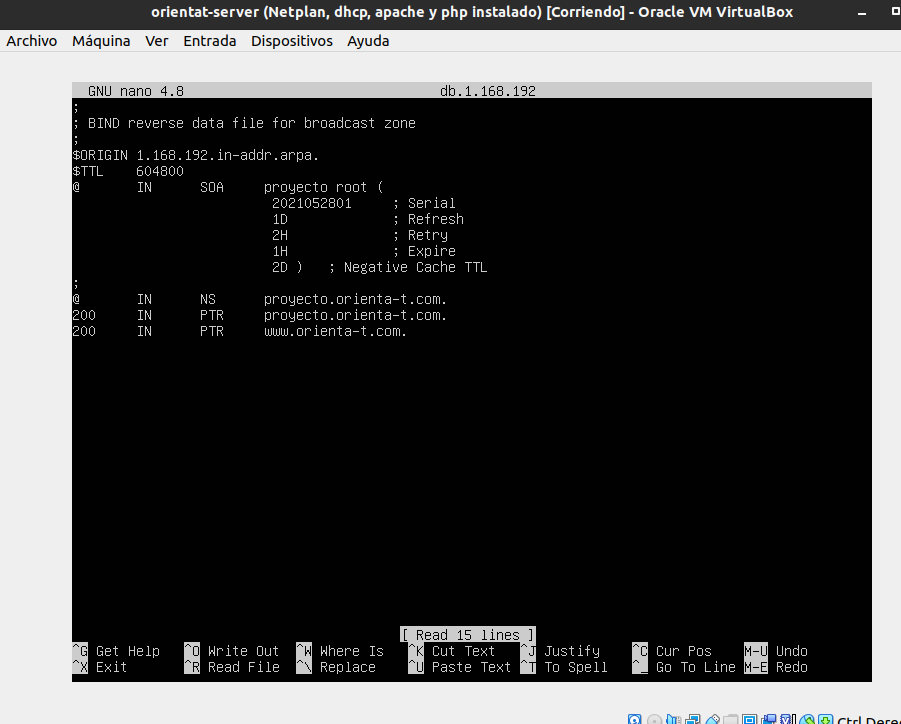 orientat-server (Netplan, dhcp, apache y php instalado) [Corriendo] - Oracle VM VirtualBox
Archivo Máquina Ver Entrada Dispositivos Ayuda
GNU nano 4.8 db.1.168.192
;
; BIND reverse data file for broadcast zone
;
$ORIGIN 1.168.192.in-addr.arpa.
$TTL 604800
@ IN SOA proyecto root (
2021052801 ; Serial
1D ; Refresh
2H ; Retry
1H ; Expire
2D ) ; Negative Cache TTL
;
@ IN NS proyecto.orienta-t.com.
200 IN PTR proyecto.orienta-t.com.
200 IN PTR www.orienta-t.com.
[ Read 15 lines ]
^G Get Help ^O Write Out ^W Where Is ^K Cut Text ^J Justify ^C Cur Pos M-U Undo
^X Exit ^R Read File ^\ Replace ^U Paste Text ^T To Spell ^_ Go To Line M-E Redo
Ctrl